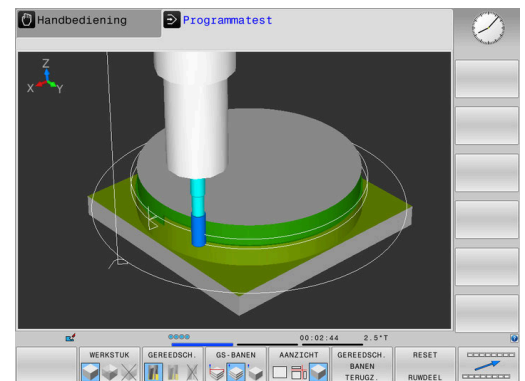 Handbediening
Programmatest
Z
X Y
00:02:44 2.5*T
WERKSTUK
GEREEDSCH.
GS-BANEN
AANZICHT
GEREEDSCH.
BANEN
TERUGZ.
RESET
RUWDEEL